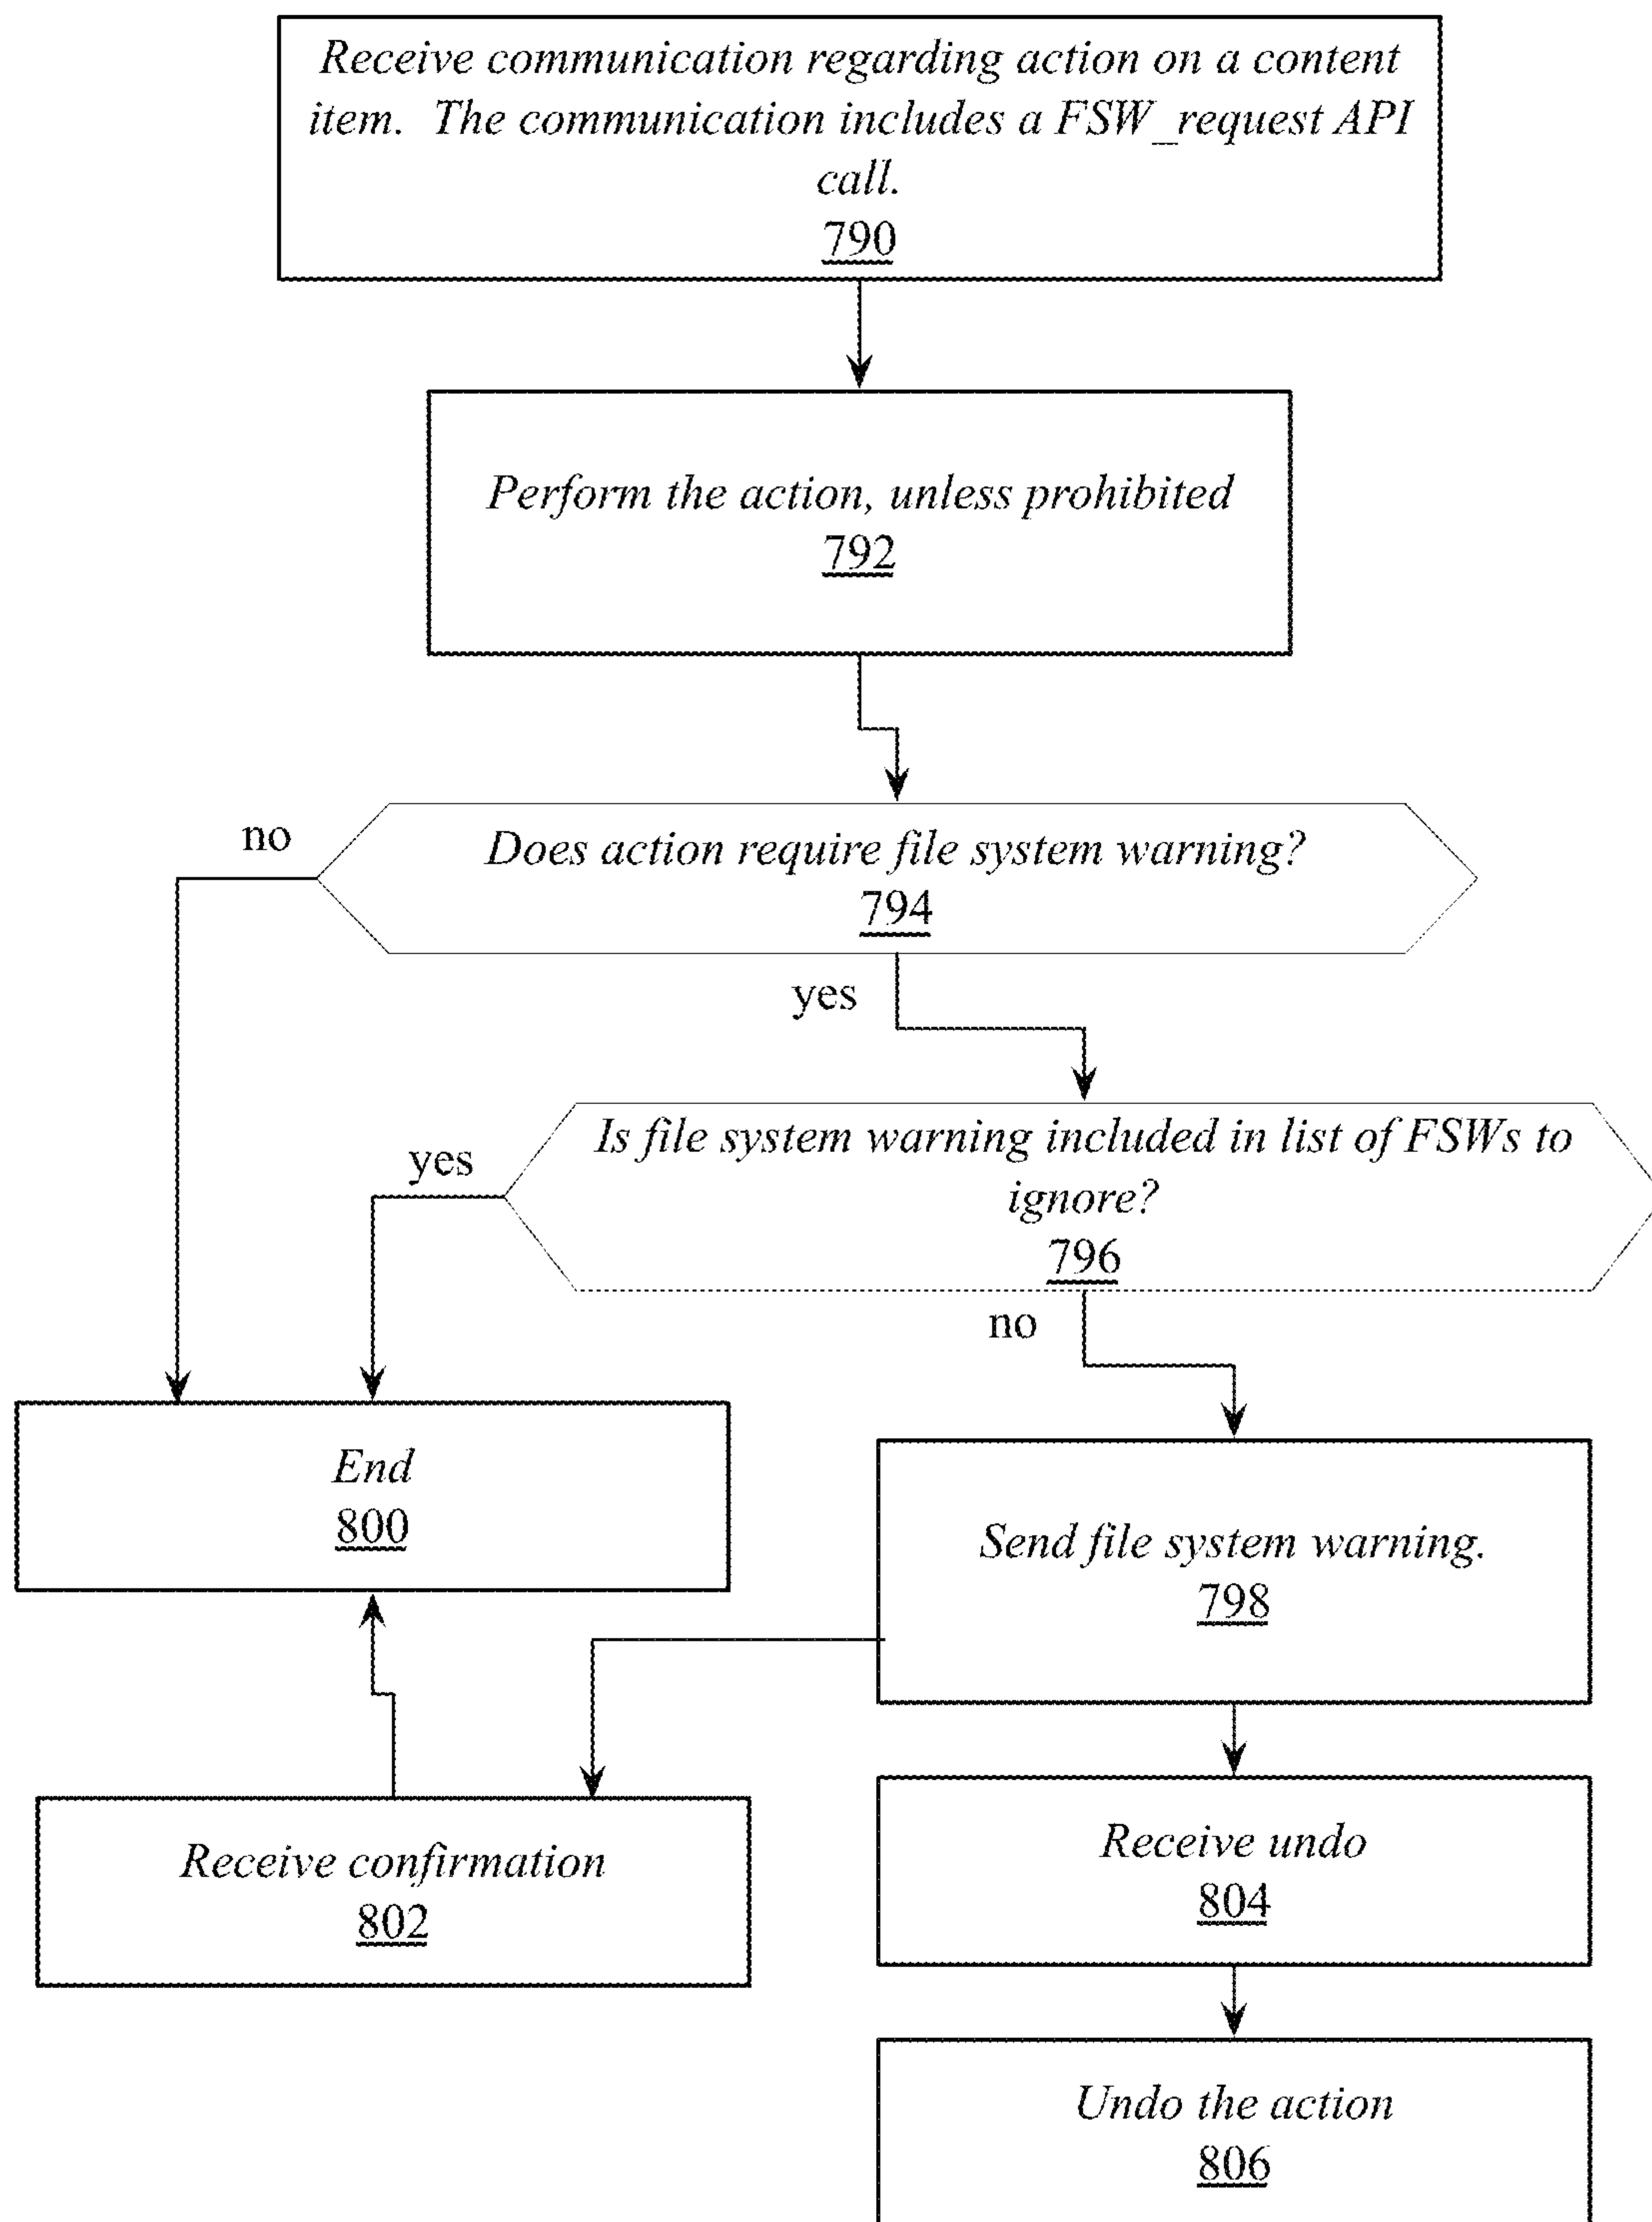 Receive communication regarding action on a content
item. The communication includes a FSW_request API
call.
790
Perform the action, unless prohibited
792
no
Does action require file system warning?
794
yes
Is file system warning included in list of FSWs to
ignore?
796
yes
no
End
800
Send file system warning.
798
Receive confirmation
802
Receive undo
804
Undo the action
806